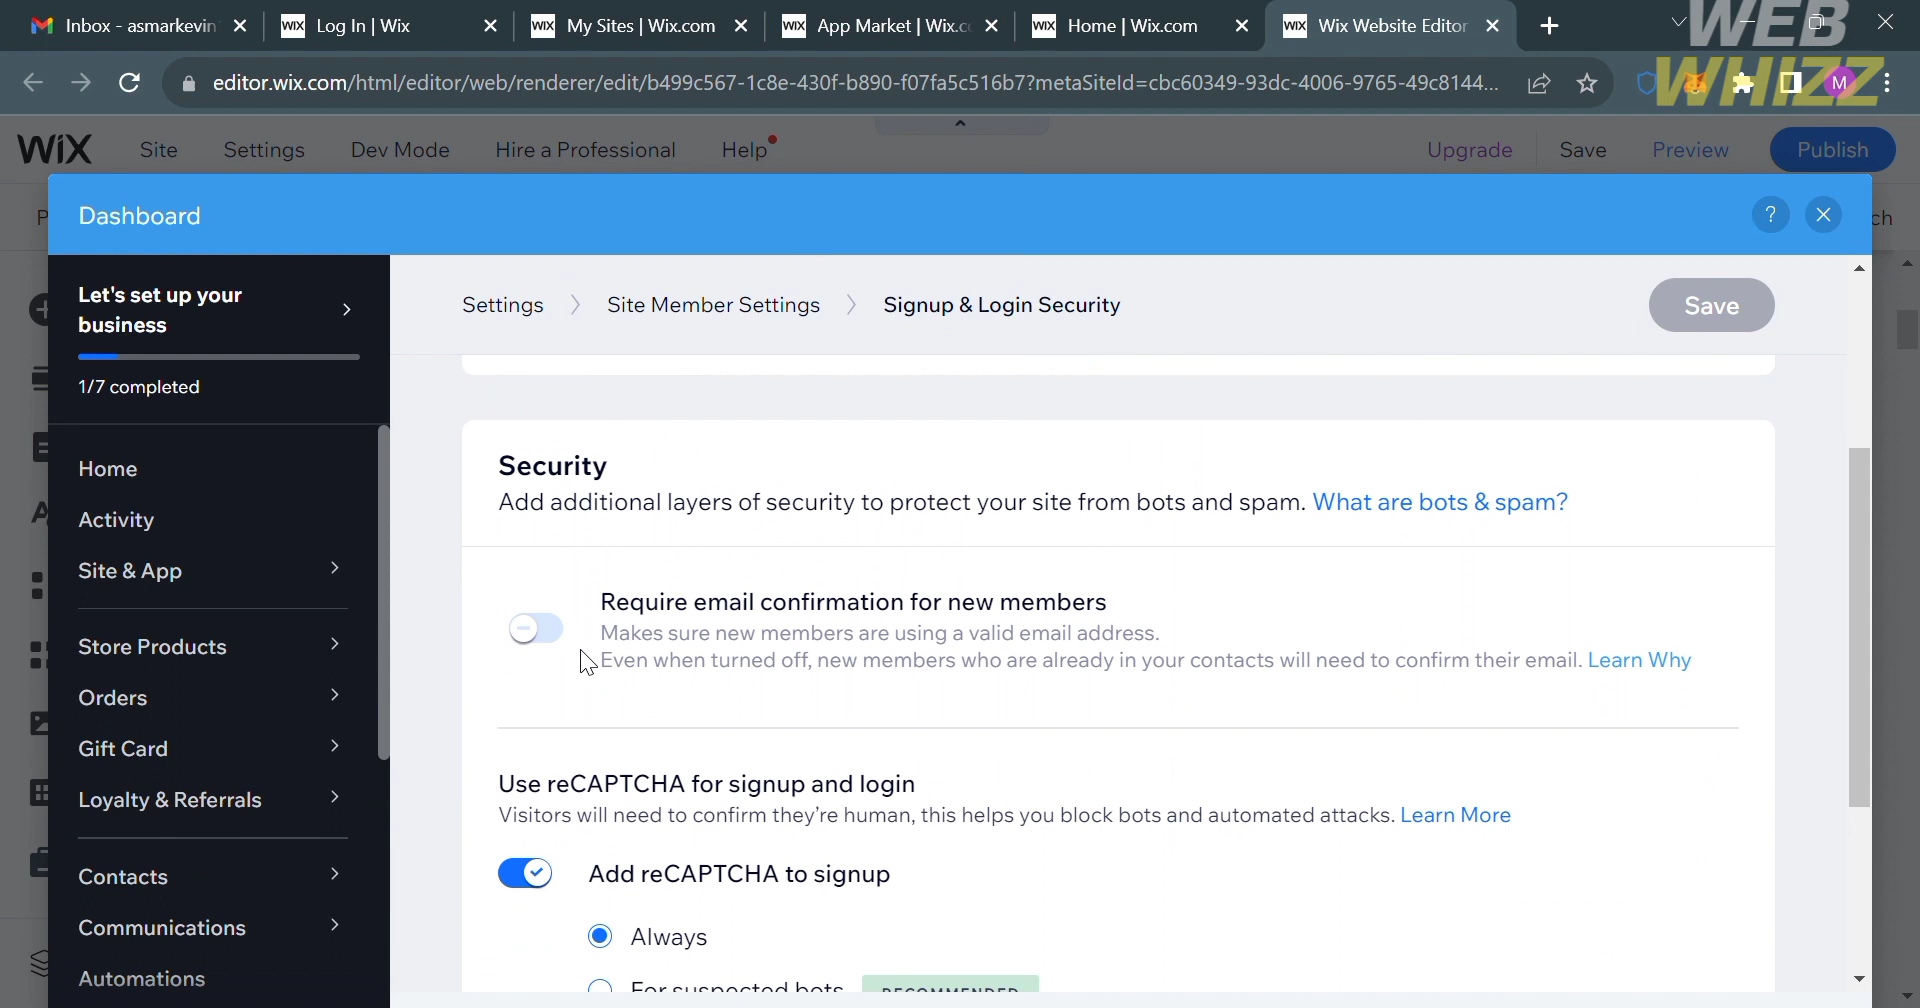 Inbox - asmarkevin
Log In | Wix
My Sites | Wix.com
App Market | Wix.c
Home | Wix.com
Wix Website Editor
WEB
WHIZZ
editor.wix.com/html/editor/web/renderer/edit/b499c567-1c8e-430f-b890-f07fa5c516b7?metaSiteId=cbc60349-93dc-4006-9765-49c8144...
M
WIX Site Settings Dev Mode Hire a Professional Help Upgrade Save Preview Publish
P
ch
Dashboard
?
Let's set up your
business
1/7 completed
Home
Activity
Site & App
Store Products
Orders
Gift Card
Loyalty & Referrals
Contacts
Communications
Automations
Settings > Site Member Settings > Signup & Login Security
Save
Security
Add additional layers of security to protect your site from bots and spam. What are bots & spam?
Require email confirmation for new members
Makes sure new members are using a valid email address.
Even when turned off, new members who are already in your contacts will need to confirm their email. Learn Why
Use reCAPTCHA for signup and login
Visitors will need to confirm they're human, this helps you block bots and automated attacks. Learn More
Add reCAPTCHA to signup
Always
For suspected bots RECOMMENDED